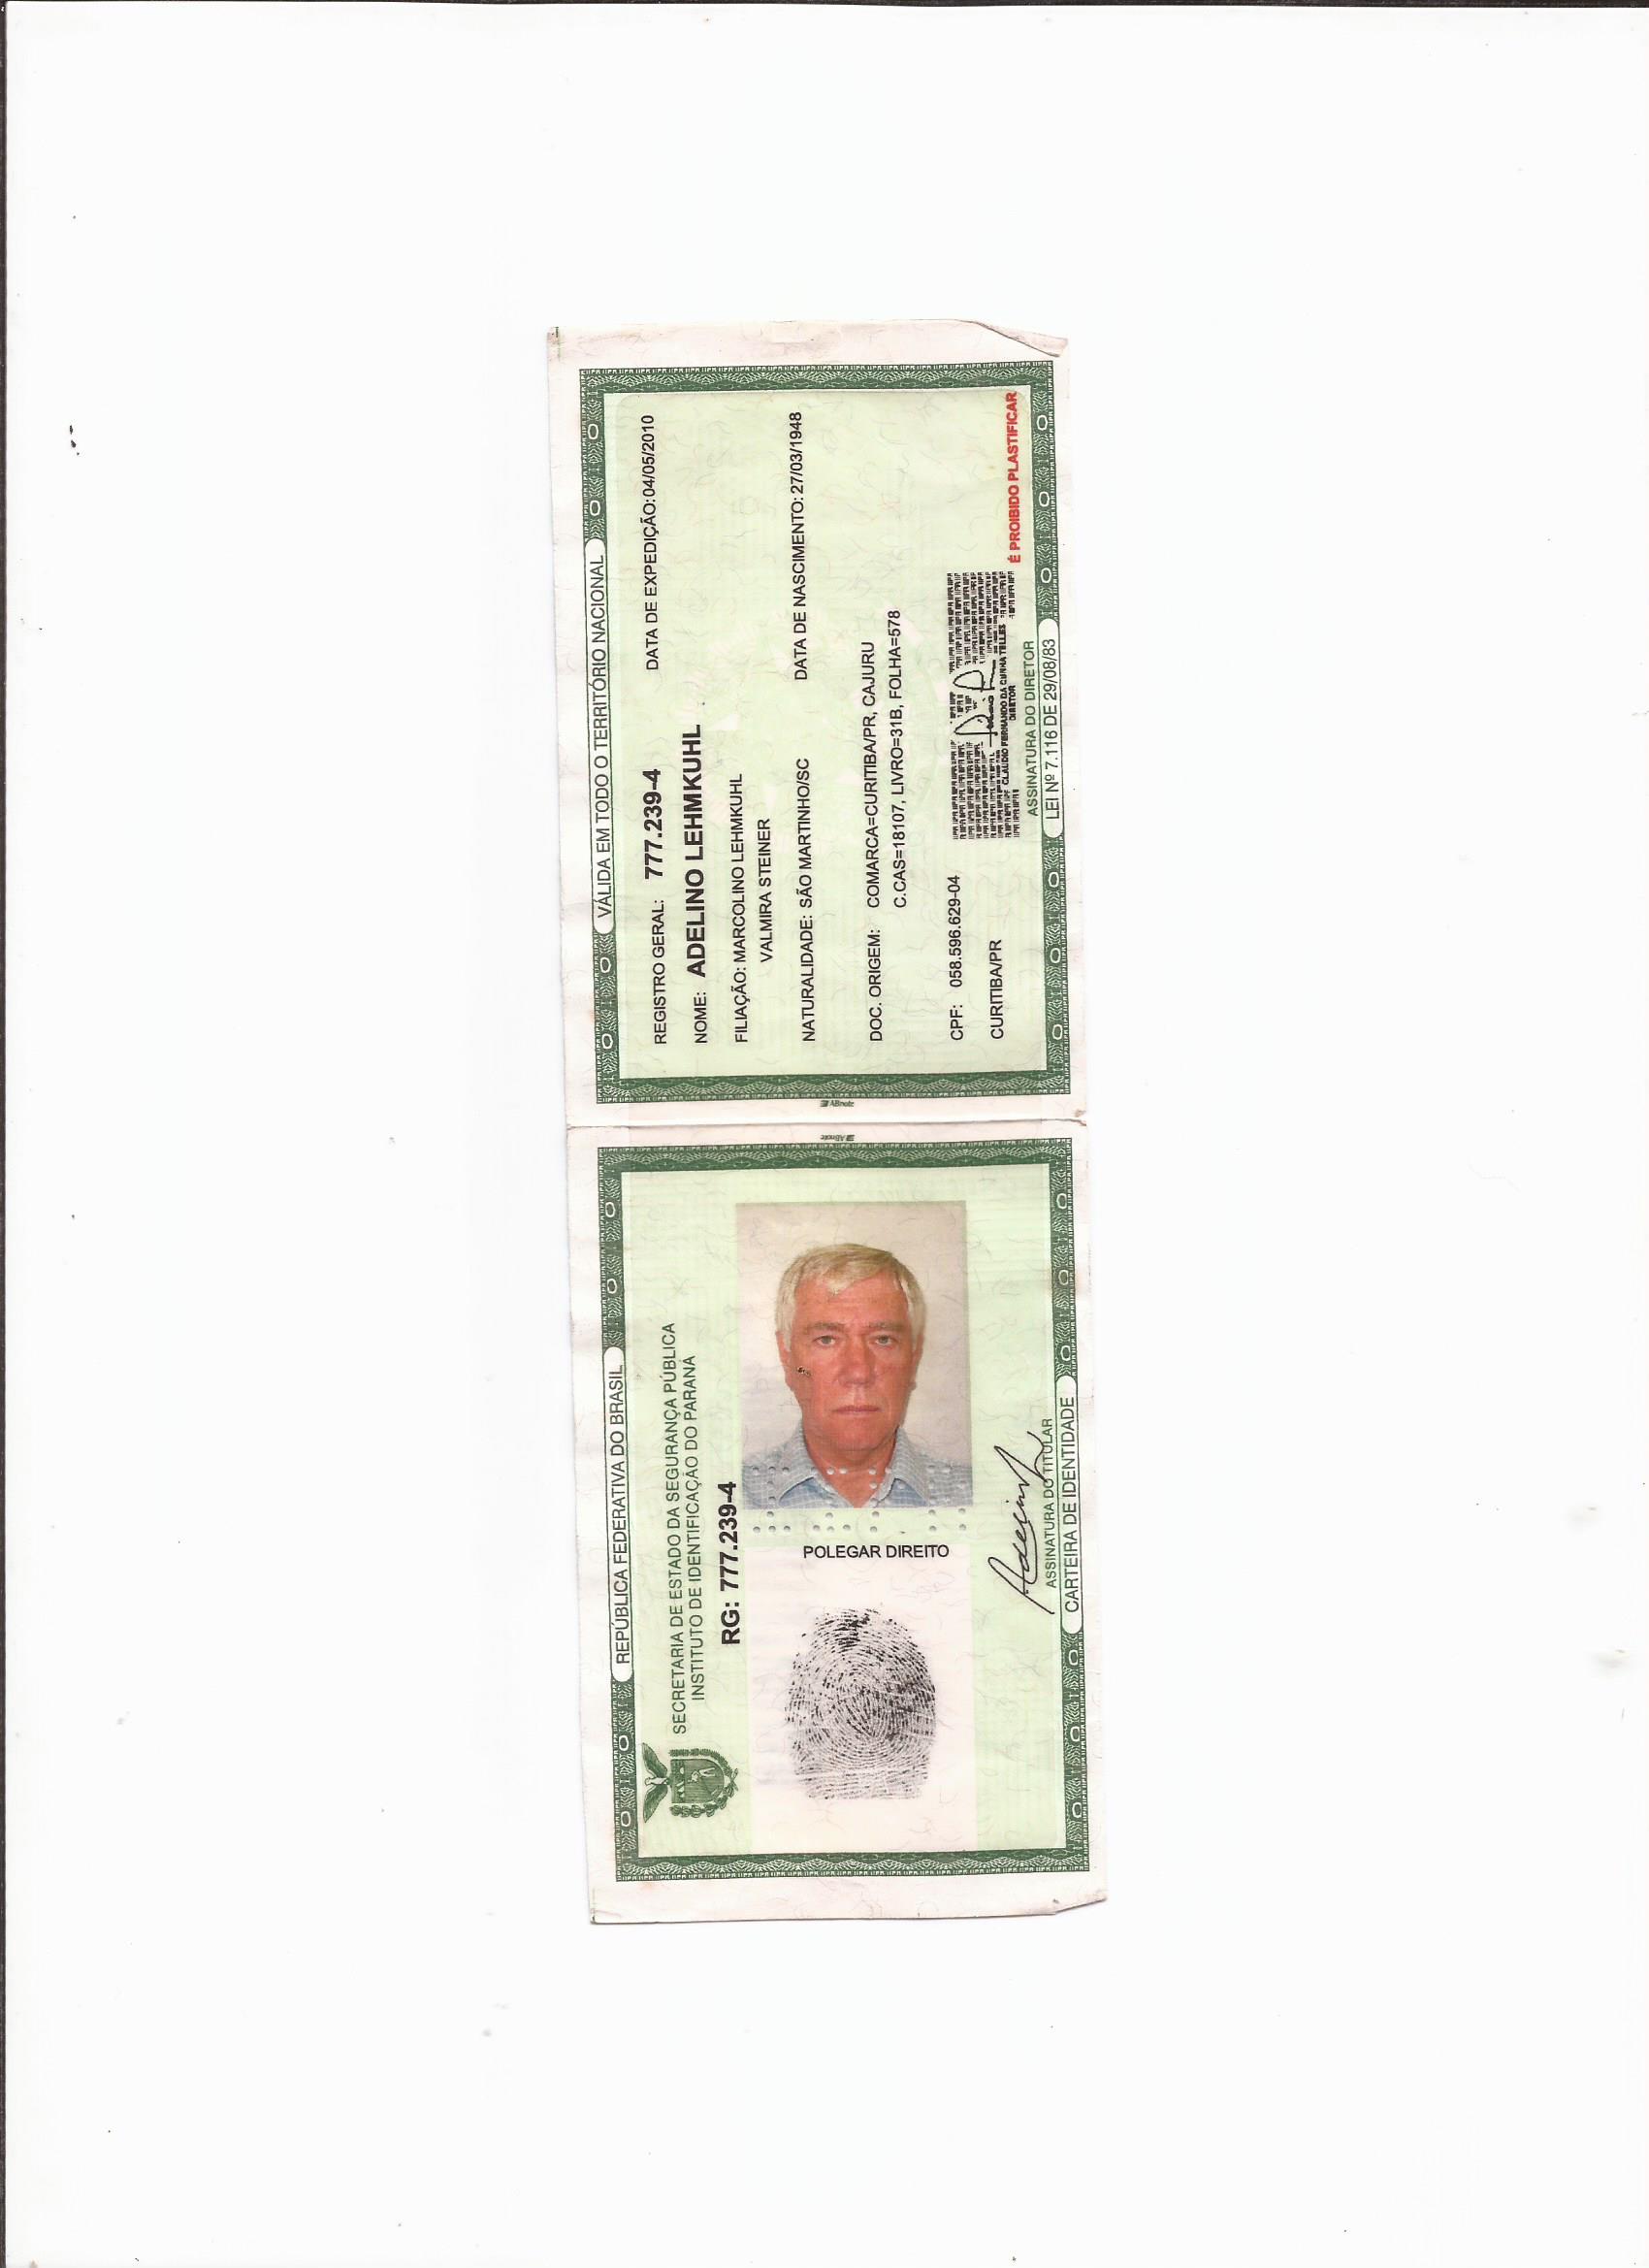 VÁLIDA EM TODO O TERRITÓRIO NACIONAL
REGISTRO GERAL: 777.239-4 DATA DE EXPEDIÇÃO:04/05/2010
NOME: ADELINO LEHMKUHL
FILIAÇÃO: MARCOLINO LEHMKUHL
VALMIRA STEINER
NATURALIDADE: SÃO MARTINHO/SC DATA DE NASCIMENTO: 27/03/1948
DOC. ORIGEM: COMARCA=CURITIBA/PR, CAJURU
C.CAS=18107, LIVRO=31B, FOLHA=578
CPF: 058.596.629-04
CURITIBA/PR
CLAUDIO FERNANDO DA CUNHA TELLES
DIRETOR
É PROIBIDO PLASTIFICAR
ASSINATURA DO DIRETOR
LEI Nº 7.116 DE 29/08/83
ABnote
ABnote
REPÚBLICA FEDERATIVA DO BRASIL
SECRETARIA DE ESTADO DA SEGURANÇA PÚBLICA
INSTITUTO DE IDENTIFICAÇÃO DO PARANÁ
RG: 777.239-4
POLEGAR DIREITO
ASSINATURA DO TITULAR
CARTEIRA DE IDENTIDADE